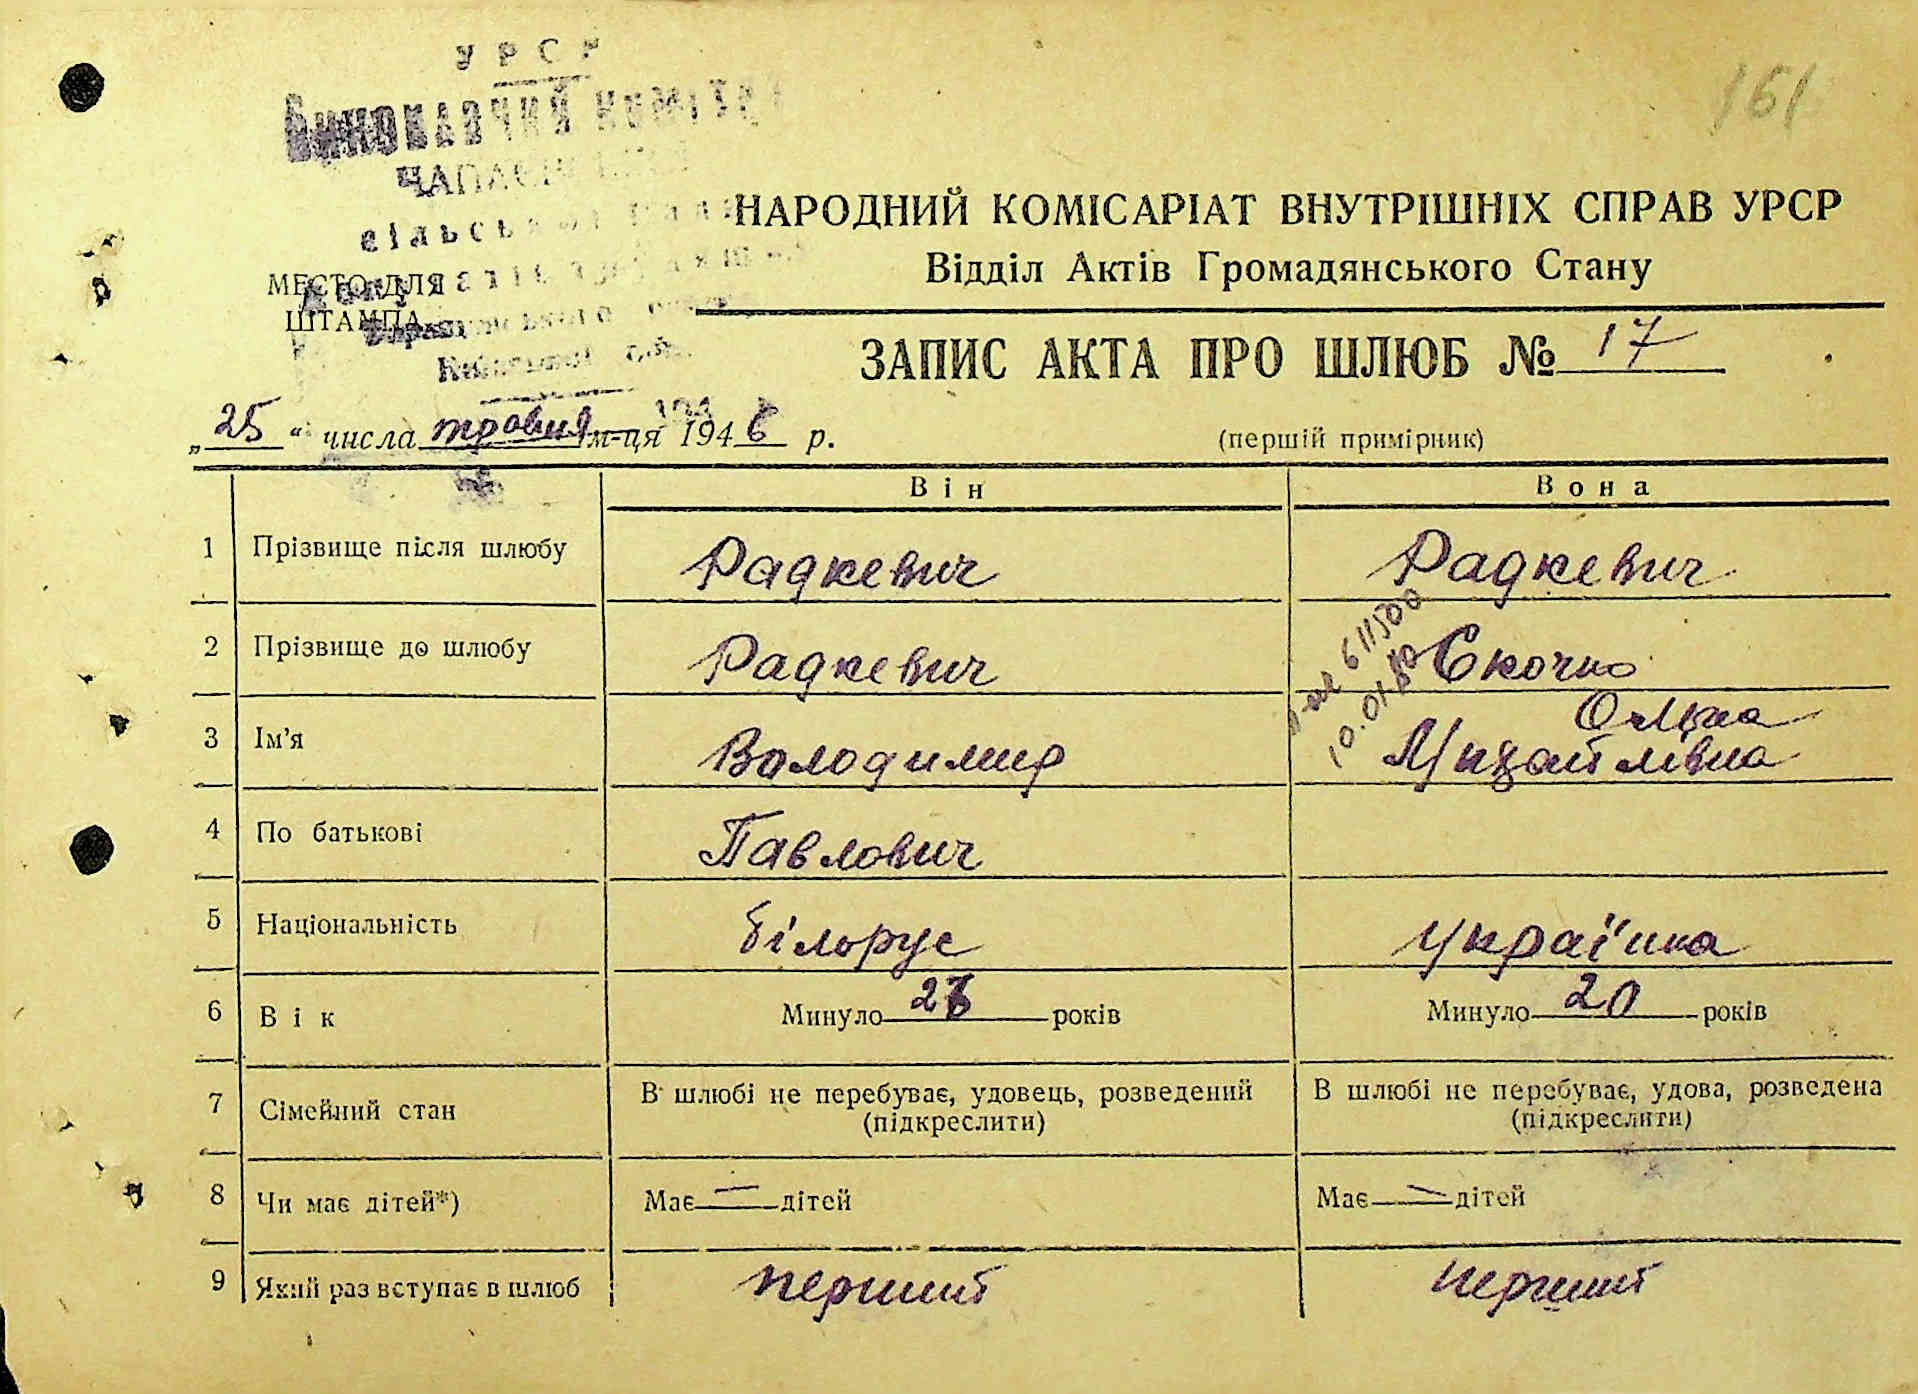 161
УРСР
Виконавчий комітет
МЕСТО ДЛЯ
ШТАМПА
НАРОДНИЙ КОМІСАРІАТ ВНУТРІШНІХ СПРАВ УРСР
Відділ Актів Громадянського Стану
ЗАПИС АКТА ПРО ШЛЮБ № 17
„25“ числа травня м-ця 1946 р.
(першій примірник)
Він Вона
1 Прізвище після шлюбу Радкевич Радкевич
2 Прізвище до шлюбу Радкевич Скочко
611500
3 Ім'я Володимир Ольга Михайлівна
4 По батькові Павлович
5 Національність білорус українка
6 Вік Минуло років Минуло 20 років
7 Сімейний стан В шлюбі не перебуває, удовець, розведений (підкреслити) В шлюбі не перебуває, удова, розведена (підкреслити)
8 Чи має дітей*) Має — дітей Має — дітей
9 Який раз вступає в шлюб перший перший